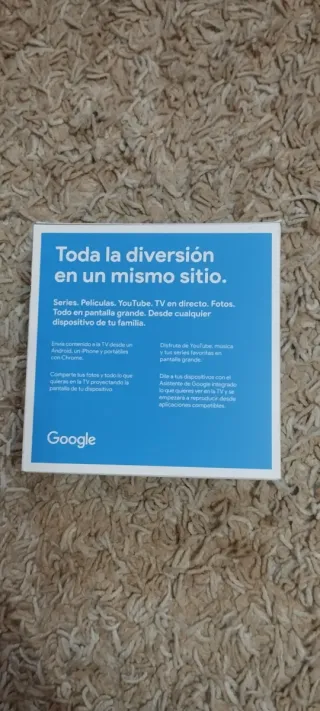 Toda la diversión
en un mismo sitio.
Series. Películas. YouTube. TV en directo. Fotos.
Todo en pantalla grande. Desde cualquier
dispositivo de tu familia.
Envía contenido a la TV desde un
Android, un iPhone y portátiles
con Chrome.
Comparte tus fotos y todo lo que
quieras en la TV proyectando la
pantalla de tu dispositivo.
Disfruta de YouTube, música
y tus series favoritas en
pantalla grande.
Dile a tus dispositivos con el
Asistente de Google integrado
lo que quieres ver en la TV y se
empezará a reproducir desde
aplicaciones compatibles.
Google